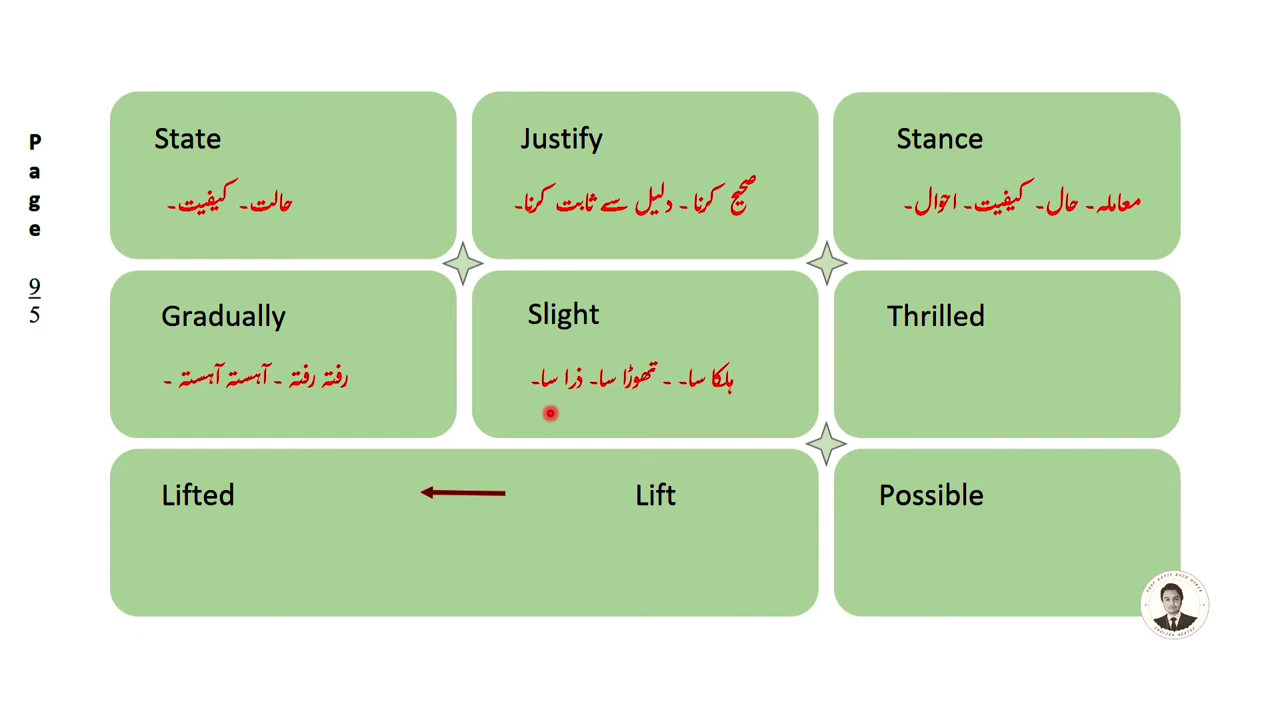 Page
9
5
State
حالت۔ کیفیت۔
Justify
صحیح کرنا ۔ دلیل سے ثابت کرنا۔
Stance
معاملہ۔ حال۔ کیفیت۔ احوال۔
Gradually
رفتہ رفتہ ۔ آہستہ آہستہ ۔
Slight
ہلکا سا۔ ۔ تھوڑا سا۔ ذرا سا۔
Thrilled
Lifted
Lift
Possible